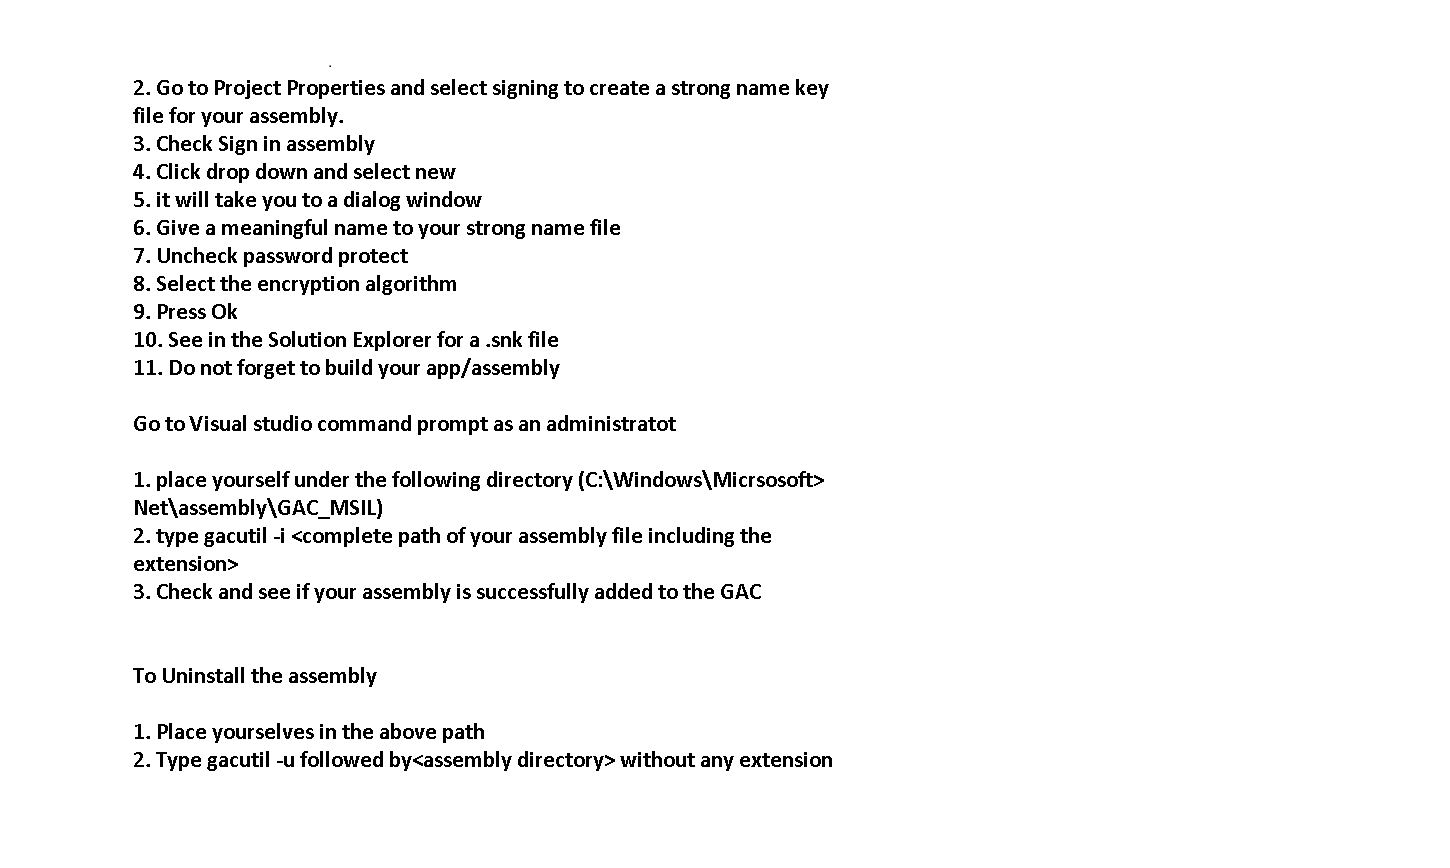 2. Go to Project Properties and select signing to create a strong name key
file for your assembly.
3. Check Sign in assembly
4. Click drop down and select new
5. it will take you to a dialog window
6. Give a meaningful name to your strong name file
7. Uncheck password protect
8. Select the encryption algorithm
9. Press Ok
10. See in the Solution Explorer for a .snk file
11. Do not forget to build your app/assembly
Go to Visual studio command prompt as an administratot
1. place yourself under the following directory (C:\Windows\Micrsosoft>
Net\assembly\GAC_MSIL)
2. type gacutil -i <complete path of your assembly file including the
extension>
3. Check and see if your assembly is successfully added to the GAC
To Uninstall the assembly
1. Place yourselves in the above path
2. Type gacutil -u followed by<assembly directory> without any extension